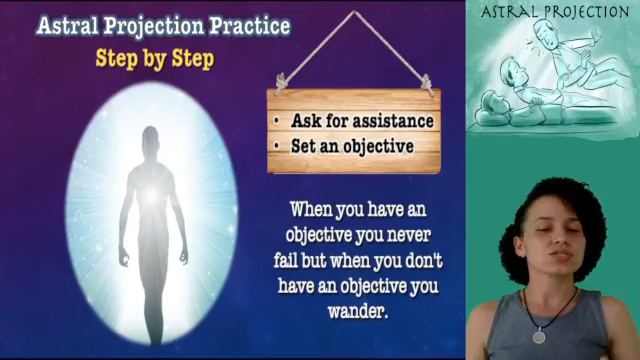 Astral Projection Practice
Step by Step
• Ask for assistance
• Set an objective
When you have an
objective you never
fail but when you don't
have an objective you
wander.
ASTRAL PROJECTION